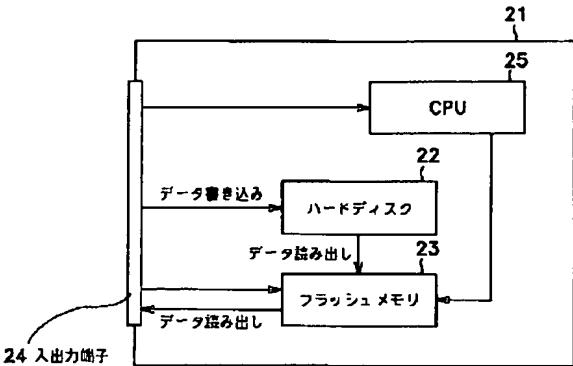 21
25
CPU
22
データ書き込み
ハードディスク
データ読み出し
23
フラッシュメモリ
データ読み出し
24 入出力端子